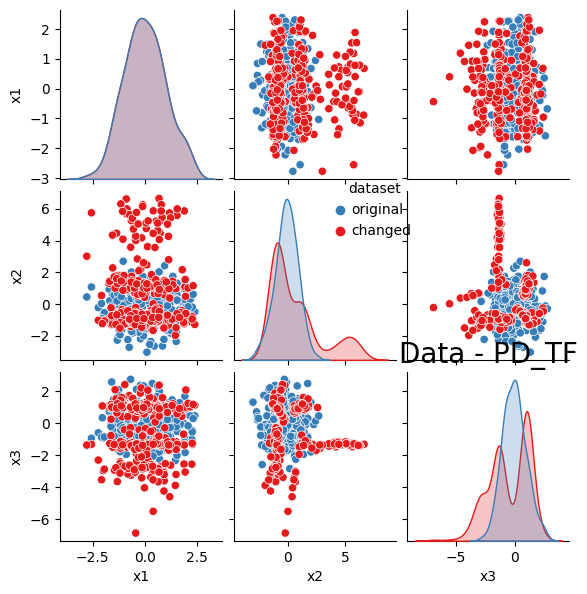 2
1
0
−1
−2
−3
x1
dataset
original
changed
6
4
2
0
−2
x2
Data - PD_TF
2
0
−2
−4
−6
x3
−2.5 0.0 2.5
0 5
−5 0
x1 x2 x3